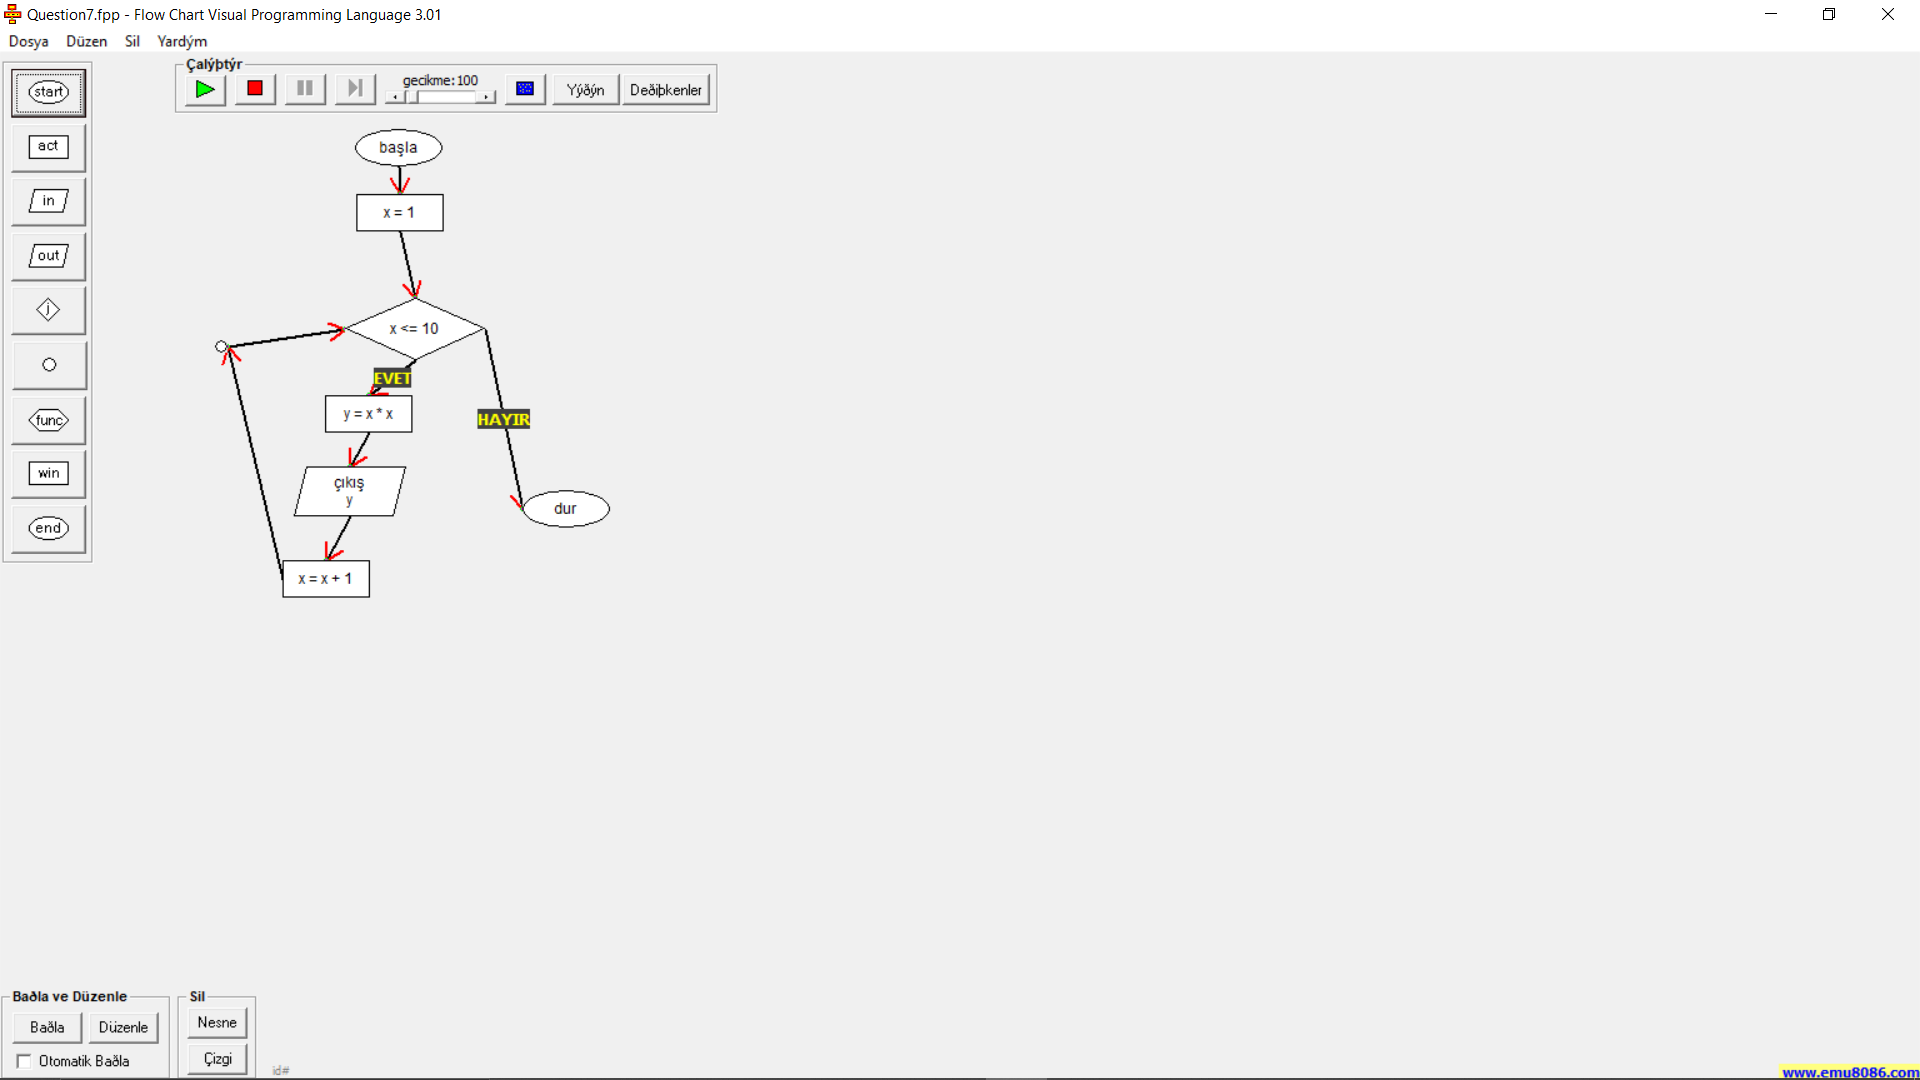 Question7.fpp - Flow Chart Visual Programming Language 3.01
Dosya Düzen Sil Yardým
Çalýþtýr
gecikme:100
Yýðýn
Deðiþkenler
start
act
in
out
j
func
win
end
başla
x = 1
x <= 10
EVET
y = x * x
HAYIR
çıkış
y
dur
x = x + 1
Baðla ve Düzenle
Baðla
Düzenle
Otomatik Baðla
Sil
Nesne
Çizgi
id#
www.emu8086.com